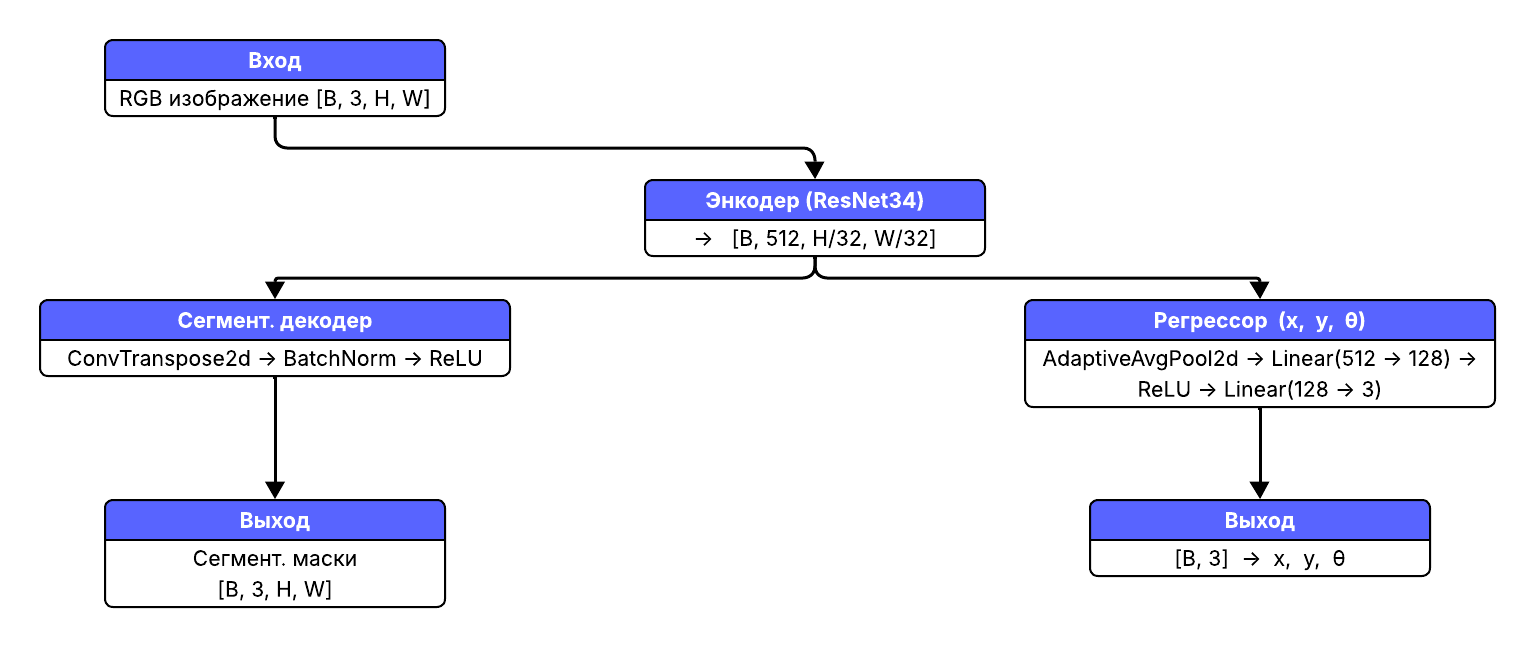 Вход
RGB изображение [B, 3, H, W]
Энкодер (ResNet34)
→ [B, 512, H/32, W/32]
Сегмент. декодер
ConvTranspose2d → BatchNorm → ReLU
Регрессор (x, y, θ)
AdaptiveAvgPool2d → Linear(512 → 128) →
ReLU → Linear(128 → 3)
Выход
Сегмент. маски
[B, 3, H, W]
Выход
[B, 3] → x, y, θ